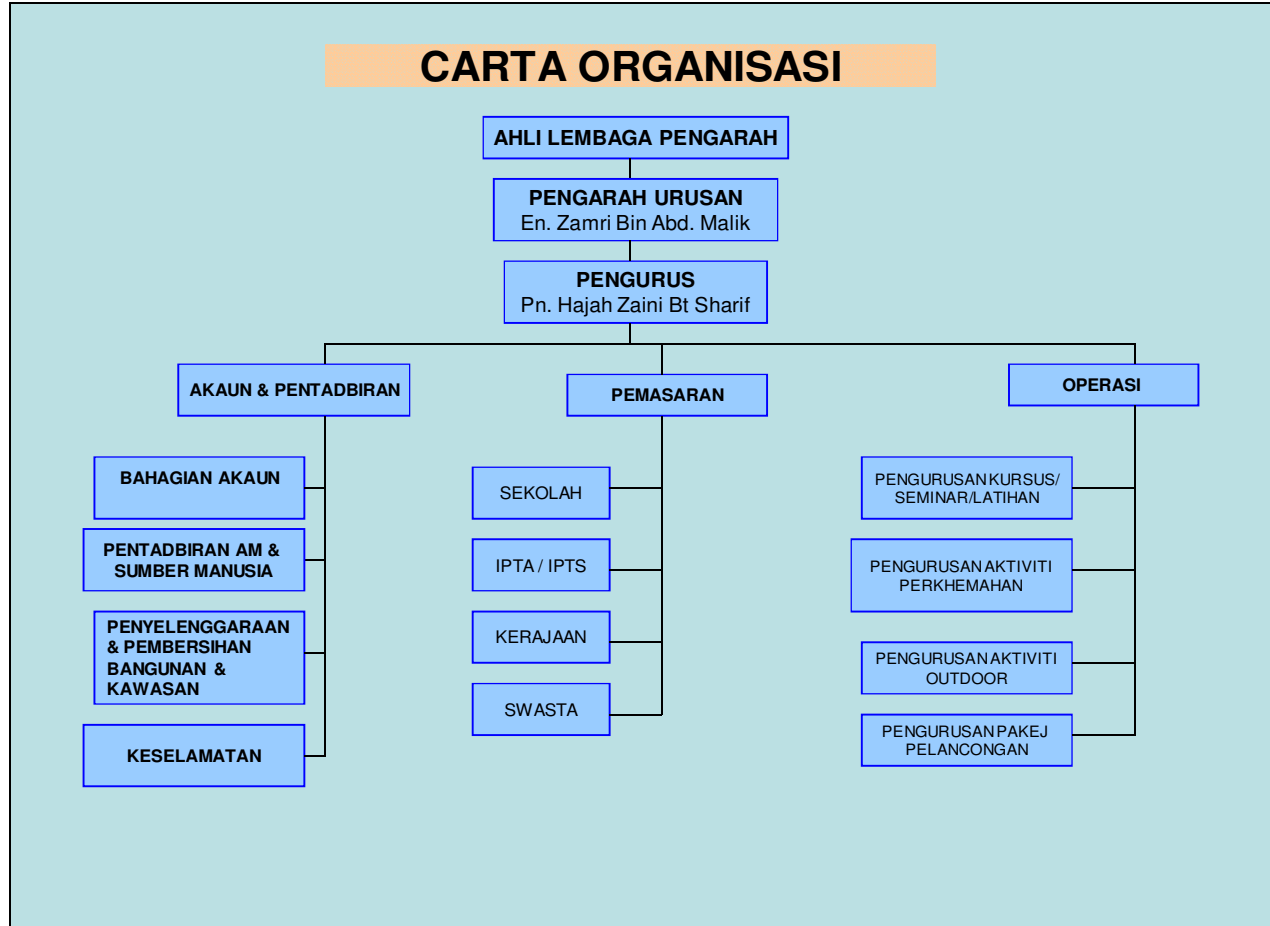 CARTA ORGANISASI
AHLI LEMBAGA PENGARAH
PENGARAH URUSAN
En. Zamri Bin Abd. Malik
PENGURUS
Pn. Hajah Zaini Bt Sharif
AKAUN & PENTADBIRAN
BAHAGIAN AKAUN
PENTADBIRAN AM &
SUMBER MANUSIA
PENYELENGGARAAN
& PEMBERSIHAN
BANGUNAN &
KAWASAN
KESELAMATAN
PEMASARAN
SEKOLAH
IPTA / IPTS
KERAJAAN
SWASTA
OPERASI
PENGURUSAN KURSUS/
SEMINAR/LATIHAN
PENGURUSAN AKTIVITI
PERKHEMAHAN
PENGURUSAN AKTIVITI
OUTDOOR
PENGURUSAN PAKEJ
PELANCONGAN